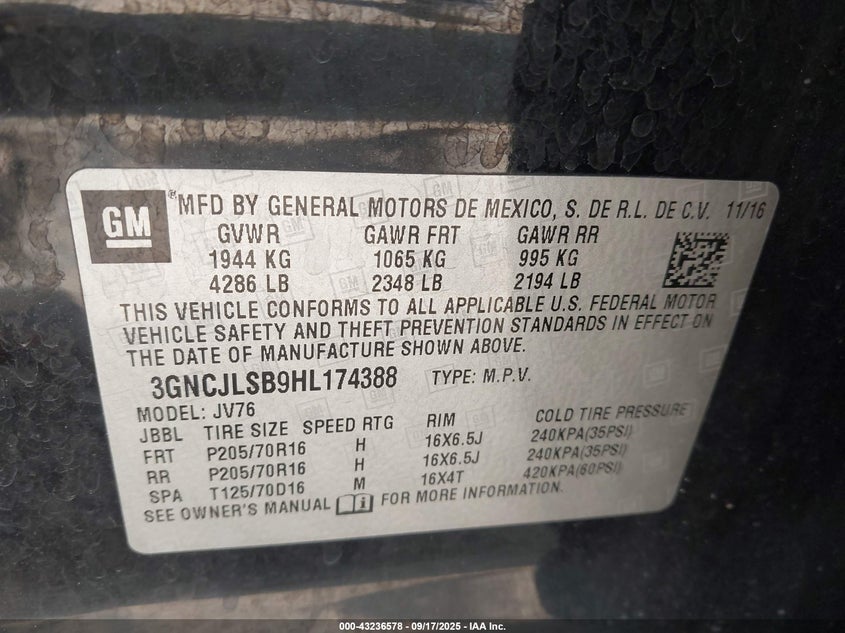 GM ® MFD BY GENERAL MOTORS DE MEXICO, S. DE R.L. DE C.V. 11/16
GVWR GAWR FRT GAWR RR
1944 KG 1065 KG 995 KG
4286 LB 2348 LB 2194 LB
THIS VEHICLE CONFORMS TO ALL APPLICABLE U.S. FEDERAL MOTOR
VEHICLE SAFETY AND THEFT PREVENTION STANDARDS IN EFFECT ON
THE DATE OF MANUFACTURE SHOWN ABOVE.
3GNCJLSB9HL174388 TYPE: M.P.V.
MODEL: JV76
JBBL TIRE SIZE SPEED RTG RIM COLD TIRE PRESSURE
FRT P205/70R16 H 16X6.5J 240KPA(35PSI)
RR P205/70R16 H 16X6.5J 240KPA(35PSI)
SPA T125/70D16 M 16X4T 420KPA(60PSI)
SEE OWNER'S MANUAL FOR MORE INFORMATION.
000-43236578 - 09/17/2025 - IAA Inc.